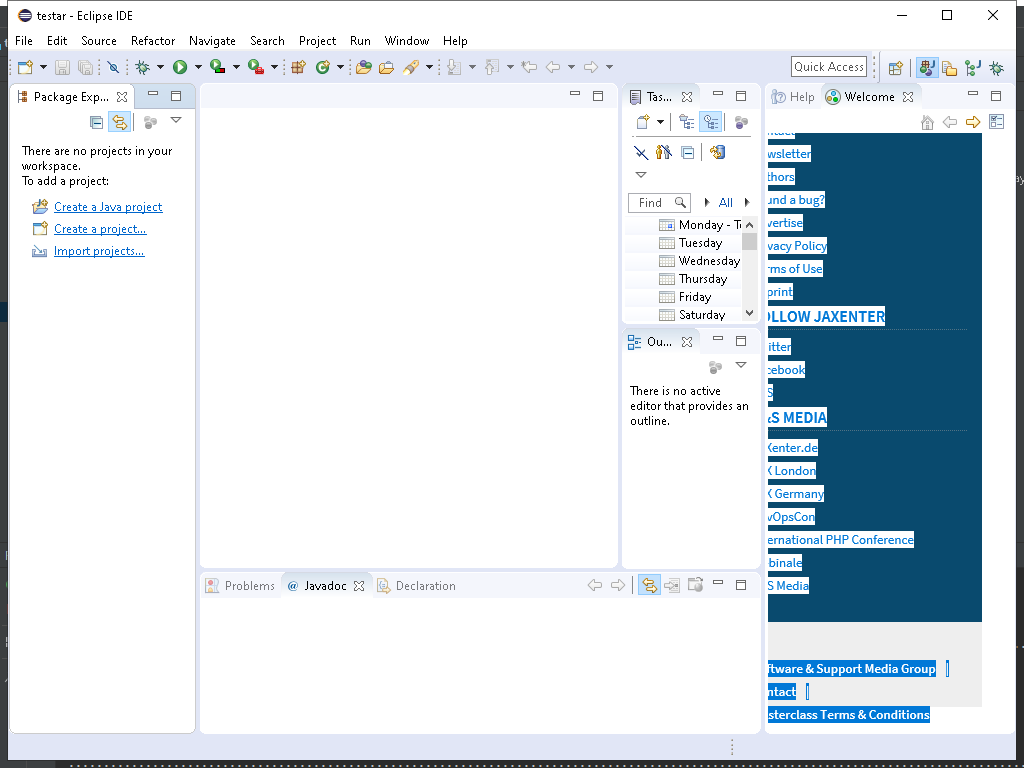 testar - Eclipse IDE
File Edit Source Refactor Navigate Search Project Run Window Help
Quick Access
Package Exp...
There are no projects in your
workspace.
To add a project:
Create a Java project
Create a project...
Import projects...
Tas...
Find
All
Monday - T
Tuesday
Wednesday
Thursday
Friday
Saturday
Ou...
There is no active
editor that provides an
outline.
Problems @ Javadoc Declaration
Help Welcome
ntact
wsletter
thors
und a bug?
vertise
vacy Policy
rms of Use
print
OLLOW JAXENTER
itter
cebook
S
&S MEDIA
Xenter.de
X London
X Germany
vOpsCon
ernational PHP Conference
binale
S Media
ftware & Support Media Group |
ntact |
sterclass Terms & Conditions